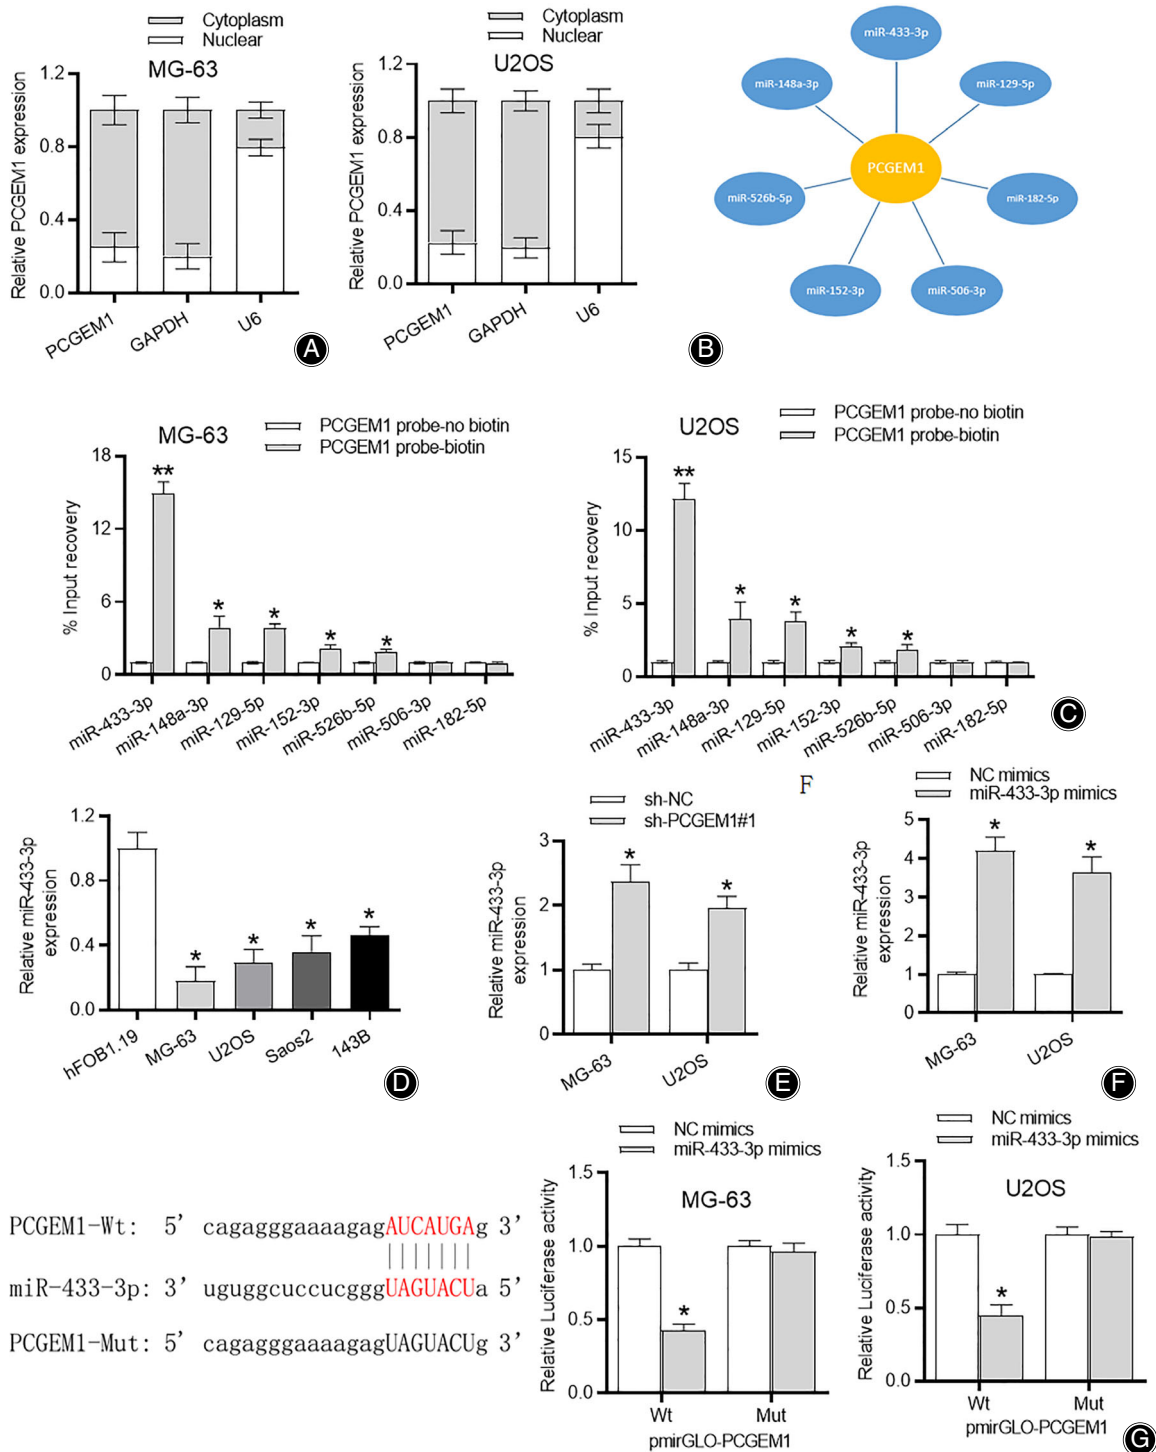 Cytoplasm
Nuclear
MG-63
Relative PCGEM1 expression
1.2
0.8
0.4
0.0
PCGEM1
GAPDH
U6
A
Cytoplasm
Nuclear
U2OS
Relative PCGEM1 expression
1.2
0.8
0.4
0.0
PCGEM1
GAPDH
U6
B
miR-433-3p
miR-148a-3p
miR-129-5p
PCGEM1
miR-526b-5p
miR-182-5p
miR-152-3p
miR-506-3p
MG-63
PCGEM1 probe-no biotin
PCGEM1 probe-biotin
% Input recovery
18
12
6
0
**
*
*
*
*
miR-433-3p
miR-148a-3p
miR-129-5p
miR-152-3p
miR-526b-5p
miR-506-3p
miR-182-5p
U2OS
PCGEM1 probe-no biotin
PCGEM1 probe-biotin
% Input recovery
15
10
5
0
**
*
*
*
*
miR-433-3p
miR-148a-3p
miR-129-5p
miR-152-3p
miR-526b-5p
miR-506-3p
miR-182-5p
C
Relative miR-433-3p
expression
1.2
0.8
0.4
0.0
*
*
*
*
hFOB1.19
MG-63
U2OS
Saos2
143B
D
sh-NC
sh-PCGEM1#1
Relative miR-433-3p
expression
3
2
1
0
*
*
MG-63
U2OS
E
F
NC mimics
miR-433-3p mimics
Relative miR-433-3p
expression
5
4
3
2
1
0
*
*
MG-63
U2OS
F
PCGEM1-Wt: 5' cagagggaaaagagAUCAUGAg 3'
miR-433-3p: 3' uguggcuccucgggUAGUACUa 5'
PCGEM1-Mut: 5' cagagggaaaagagUAGUACUg 3'
NC mimics
miR-433-3p mimics
MG-63
Relative Luciferase activity
1.5
1.0
0.5
0.0
*
Wt
Mut
pmirGLO-PCGEM1
NC mimics
miR-433-3p mimics
U2OS
Relative Luciferase activity
1.5
1.0
0.5
0.0
*
Wt
Mut
pmirGLO-PCGEM1
G